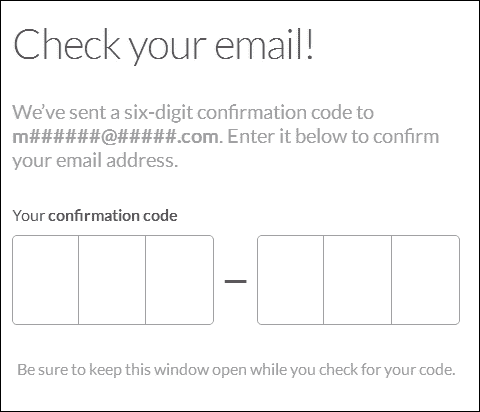 Check your email!
We've sent a six-digit confirmation code to
m######@#####.com. Enter it below to confirm
your email address.
Your confirmation code
–
Be sure to keep this window open while you check for your code.